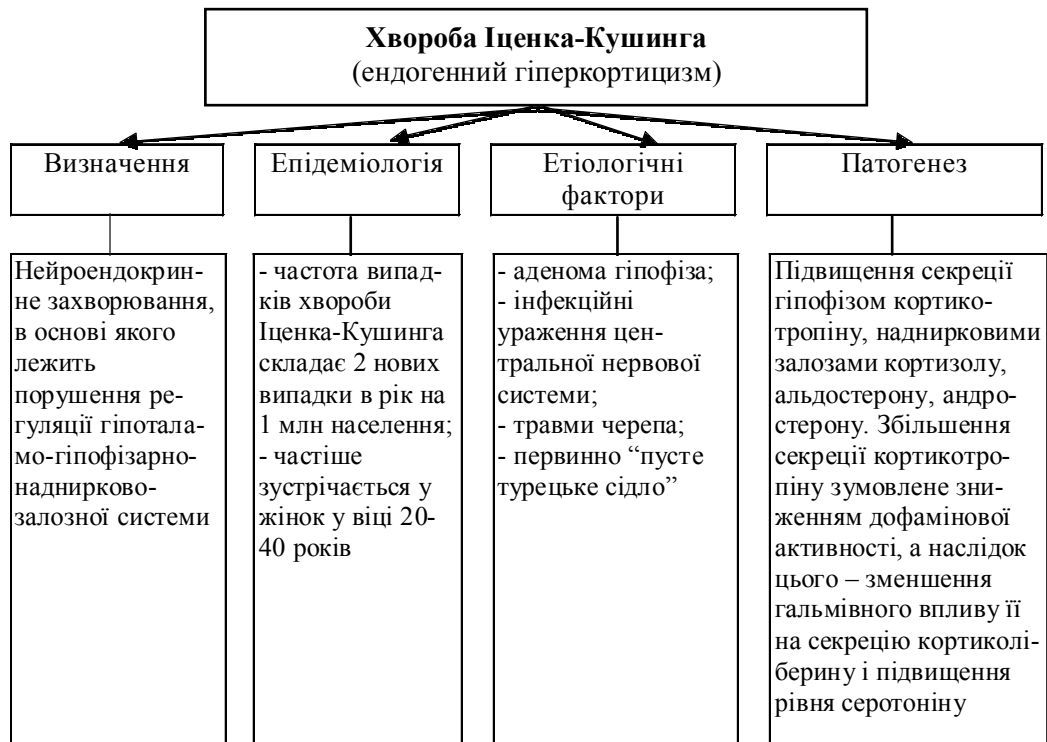 Хвороба Іценка-Кушинга
(ендогенний гіперкортицизм)
Визначення
Нейроендокрин-
не захворювання,
в основі якого
лежить
порушення ре-
гуляції гіпотала-
мо-гіпофізарно-
наднирково-
залозної системи
Епідеміологія
- частота випад-
ків хвороби
Іценка-Кушинга
складає 2 нових
випадки в рік на
1 млн населення;
- частіше
зустрічається у
жінок у віці 20-
40 років
Етіологічні
фактори
- аденома гіпофіза;
- інфекційні
ураження цен-
тральної нервової
системи;
- травми черепа;
- первинно “пусте
турецьке сідло”
Патогенез
Підвищення секреції
гіпофізом кортико-
тропіну, наднирковими
залозами кортизолу,
альдостерону, андро-
стерону. Збільшення
секреції кортикотро-
піну зумовлене зни-
женням дофамінової
активності, а наслідок
цього – зменшення
гальмівного впливу її
на секрецію кортиколі-
берину і підвищення
рівня серотоніну